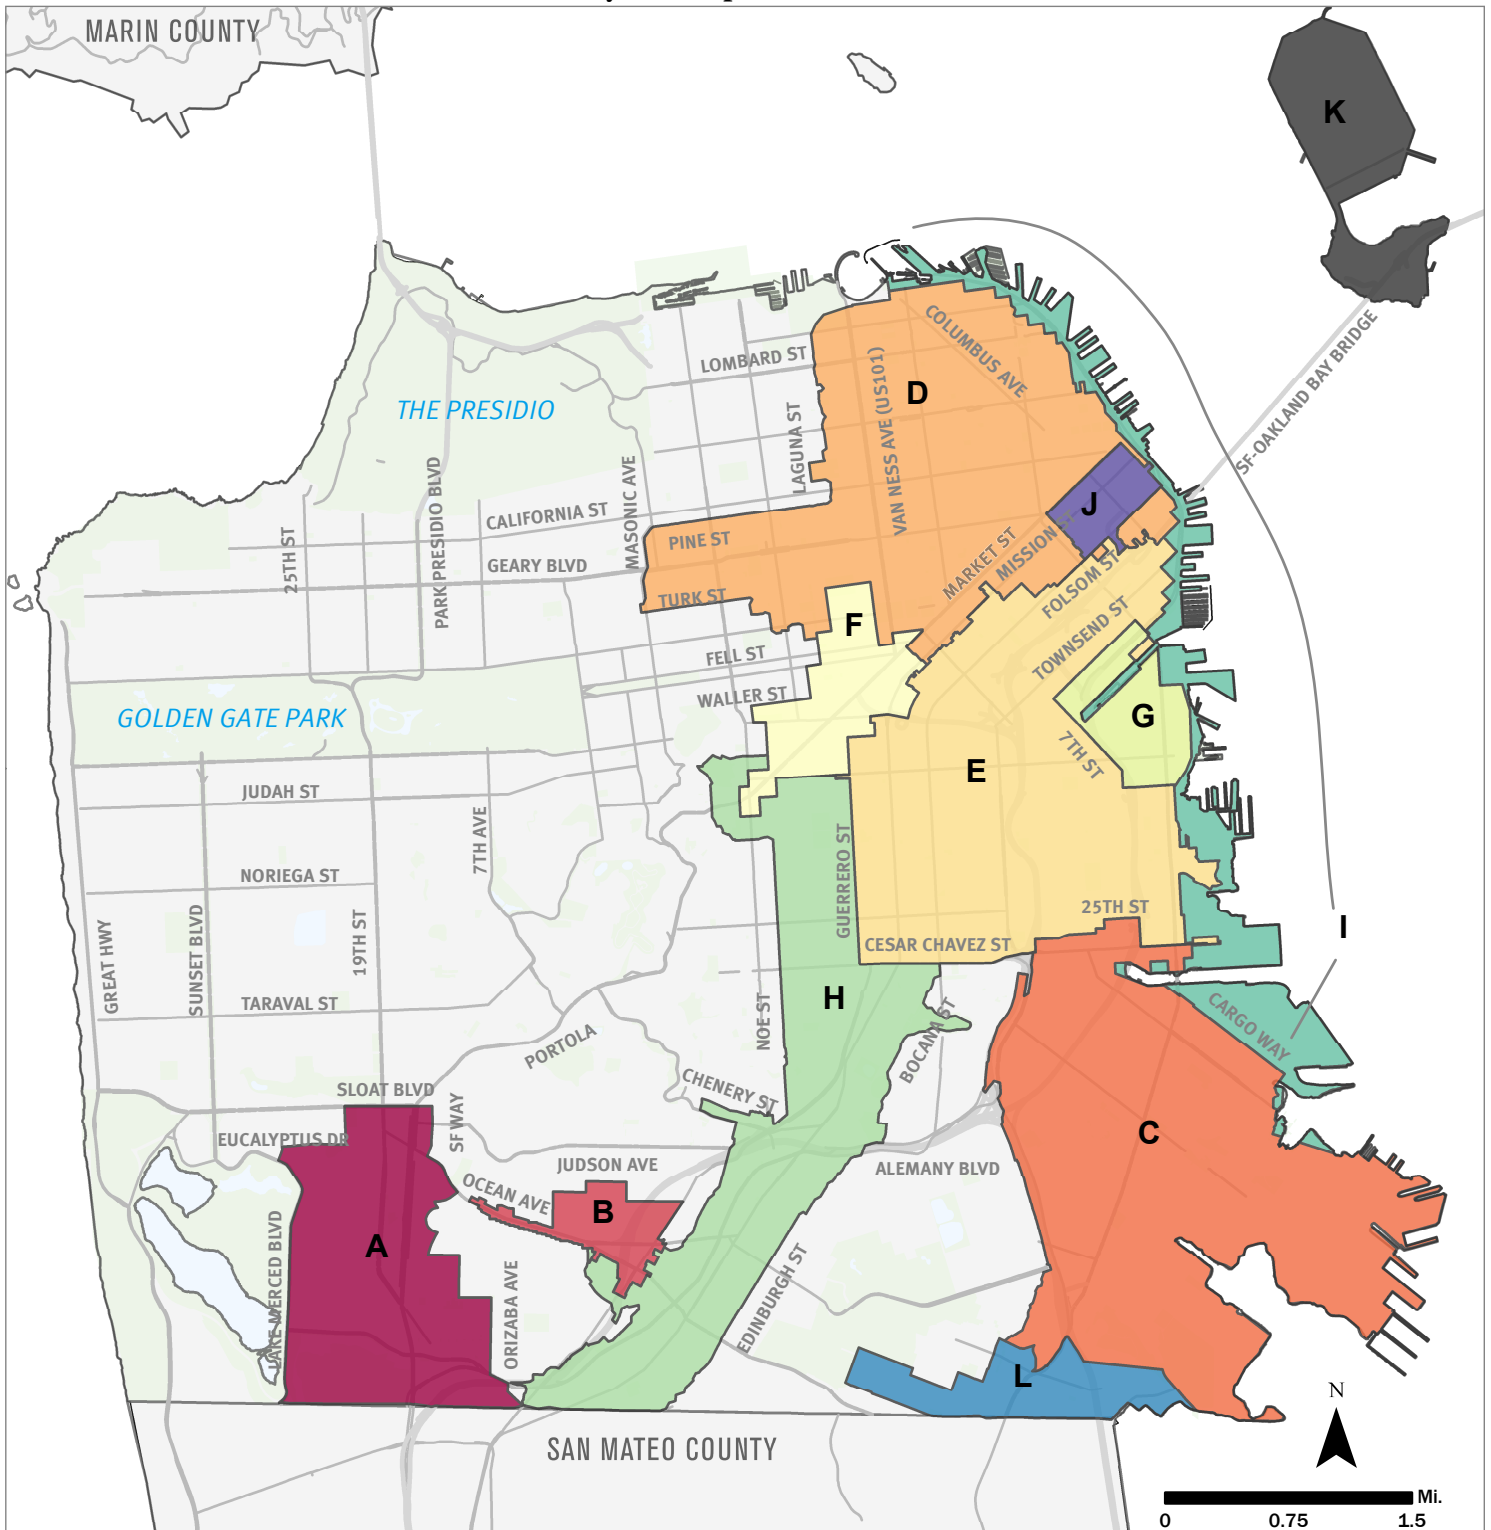 MARIN COUNTY
K
COLUMBUS AVE
LOMBARD ST
D
THE PRESIDIO
LAGUNA ST
VAN NESS AVE (US101)
SF-OAKLAND BAY BRIDGE
PARK PRESIDIO BLVD
MASONIC AVE
CALIFORNIA ST
25TH ST
PINE ST
J
MARKET ST
MISSION ST
GEARY BLVD
FOLSOM ST
TURK ST
F
TOWNSEND ST
FELL ST
WALLER ST
GOLDEN GATE PARK
G
7TH ST
E
JUDAH ST
7TH AVE
GUERRERO ST
NORIEGA ST
25TH ST
I
GREAT HWY
SUNSET BLVD
19TH ST
CESAR CHAVEZ ST
H
TARAVAL ST
NOE ST
BOCANA ST
CARGO WAY
PORTOLA
SLOAT BLVD
CHENERY ST
SF WAY
C
EUCALYPTUS DR
JUDSON AVE
ALEMANY BLVD
OCEAN AVE
B
A
LAKE MERCED BLVD
ORIZABA AVE
EDINBURGH ST
L
N
SAN MATEO COUNTY
Mi.
0 0.75 1.5